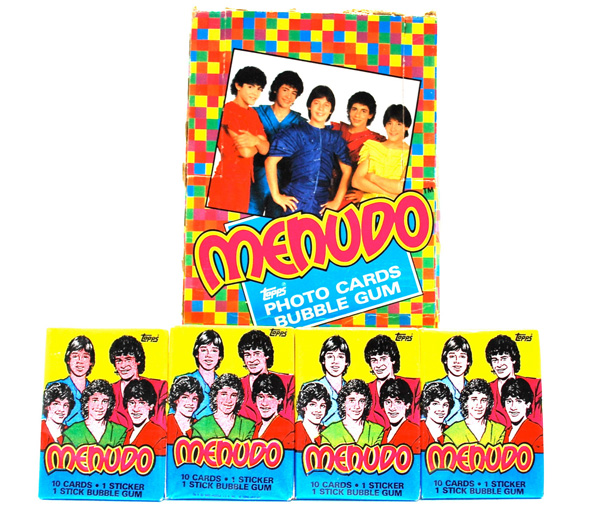 MENUDO™
Topps®
PHOTO CARDS
BUBBLE GUM
Topps
MENUDO
10 CARDS • 1 STICKER
1 STICK BUBBLE GUM
Topps
MENUDO
10 CARDS • 1 STICKER
1 STICK BUBBLE GUM
Topps
MENUDO
10 CARDS • 1 STICKER
1 STICK BUBBLE GUM
Topps
MENUDO
10 CARDS • 1 STICKER
1 STICK BUBBLE GUM